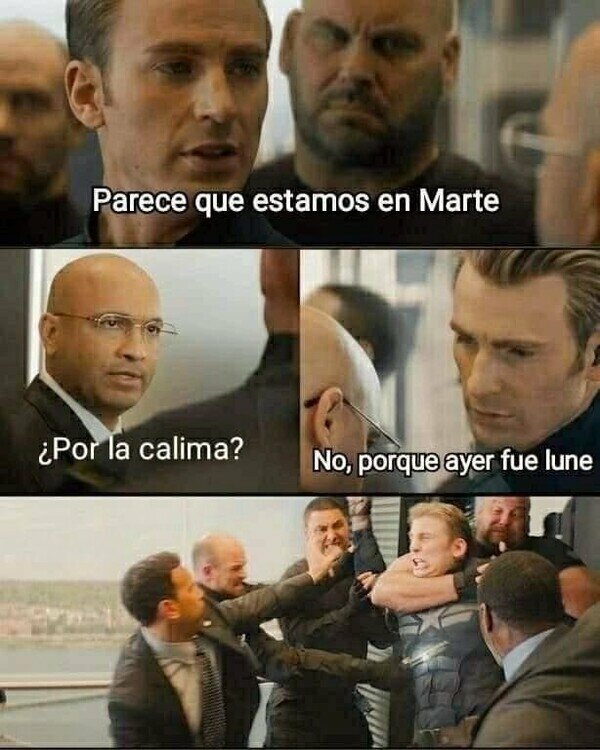 Parece que estamos en Marte
¿Por la calima?
No, porque ayer fue lune